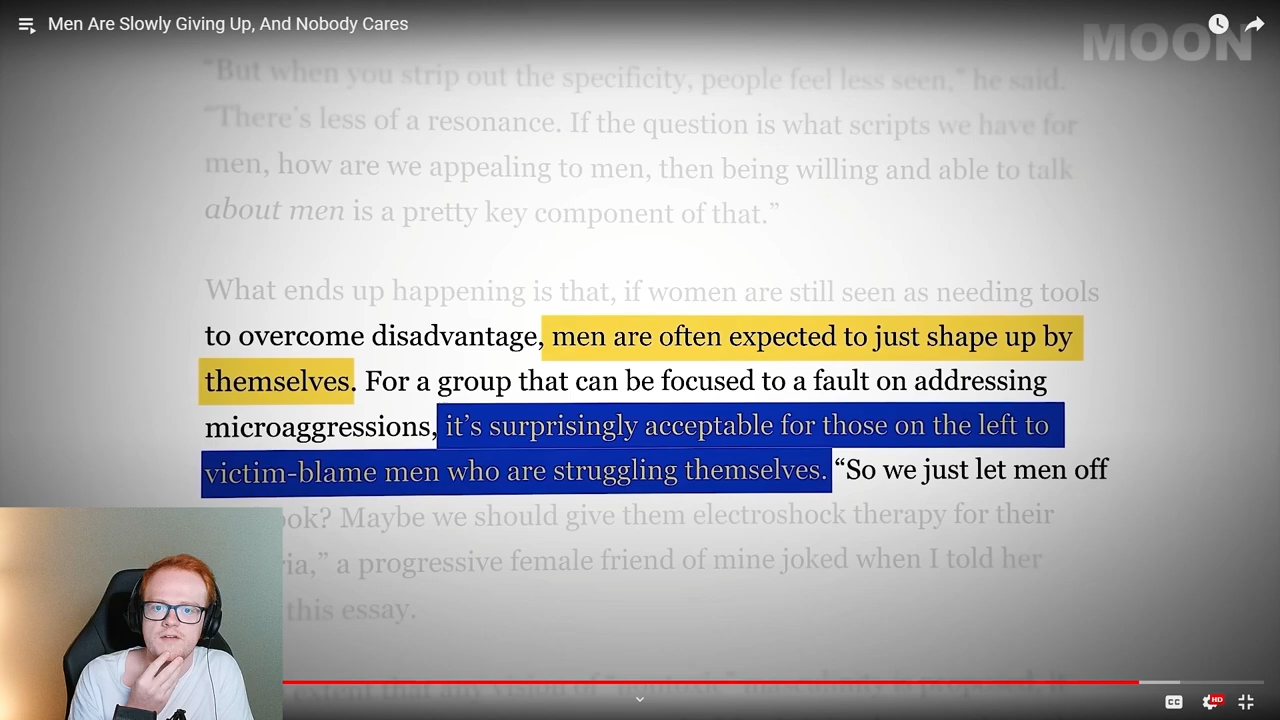 Men Are Slowly Giving Up, And Nobody Cares
MOON
“But when you strip out the specificity, people feel less seen,” he said.
“There’s less of a resonance. If the question is what scripts we have for
men, how are we appealing to men, then being willing and able to talk
about men is a pretty key component of that.”
What ends up happening is that, if women are still seen as needing tools
to overcome disadvantage, men are often expected to just shape up by
themselves. For a group that can be focused to a fault on addressing
microaggressions, it’s surprisingly acceptable for those on the left to
victim-blame men who are struggling themselves. “So we just let men off
ook? Maybe we should give them electroshock therapy for their
ria,” a progressive female friend of mine joked when I told her
this essay.
extent that
CC
HD